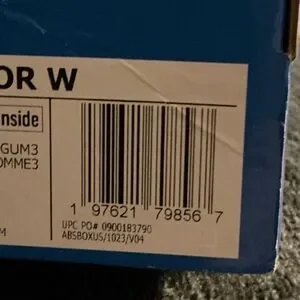 OR W
nside
GUM3
OMME3
1 97621 79856 7
UPC PO# 0900183790
ABSBOXUS/1023/V04
M